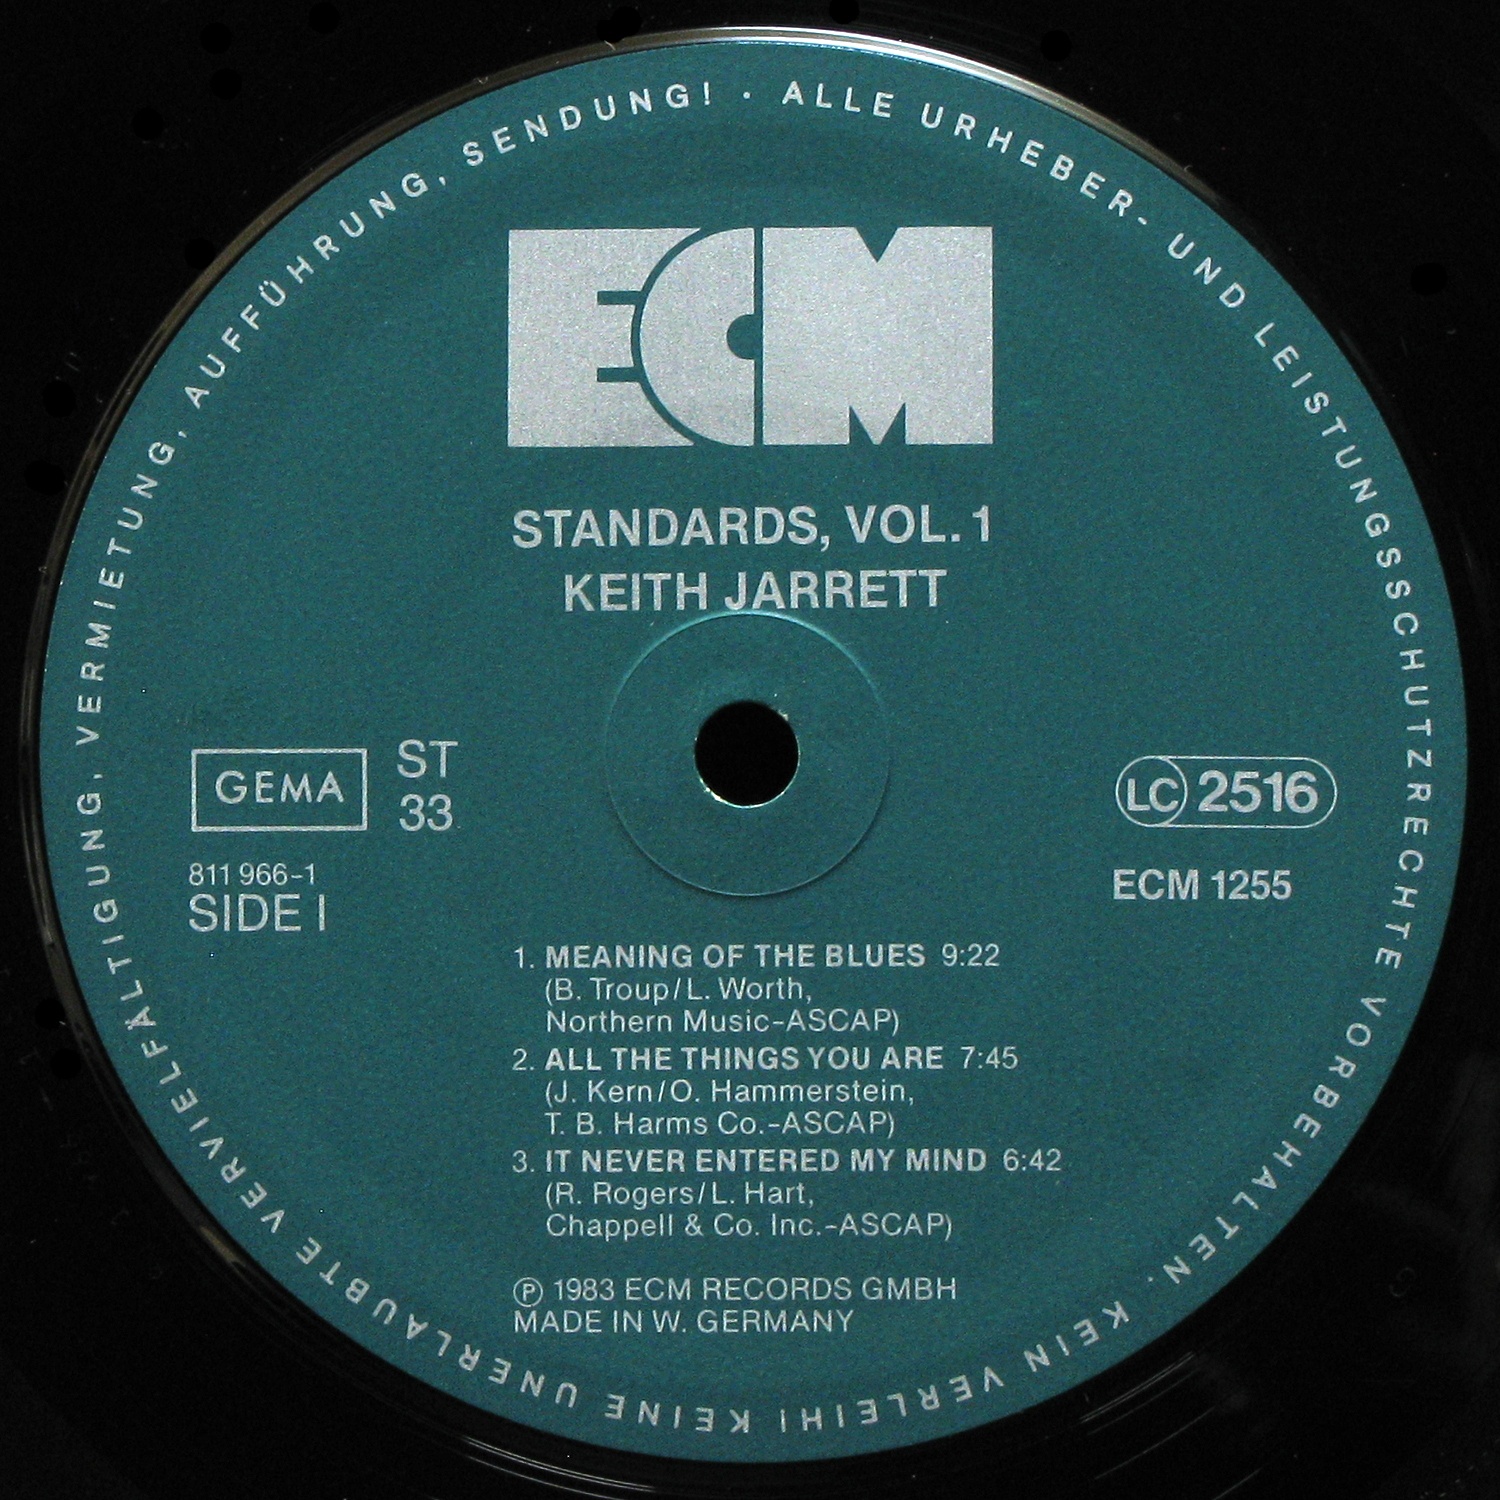 ALLE URHEBER- UND LEISTUNGSSCHUTZRECHTE VORBEHALTEN. KEIN VERLEIH! KEINE UNERLAUBTE VERVIELFÄLTIGUNG, VERMIETUNG, AUFFÜHRUNG, SENDUNG! ·
ECM
STANDARDS, VOL. 1
KEITH JARRETT
GEMA
ST
33
LC 2516
811 966-1
SIDE I
ECM 1255
1. MEANING OF THE BLUES 9:22
(B. Troup/L. Worth,
Northern Music-ASCAP)
2. ALL THE THINGS YOU ARE 7:45
(J. Kern/O. Hammerstein,
T. B. Harms Co.-ASCAP)
3. IT NEVER ENTERED MY MIND 6:42
(R. Rogers/L. Hart,
Chappell & Co. Inc.-ASCAP)
Ⓟ 1983 ECM RECORDS GMBH
MADE IN W. GERMANY